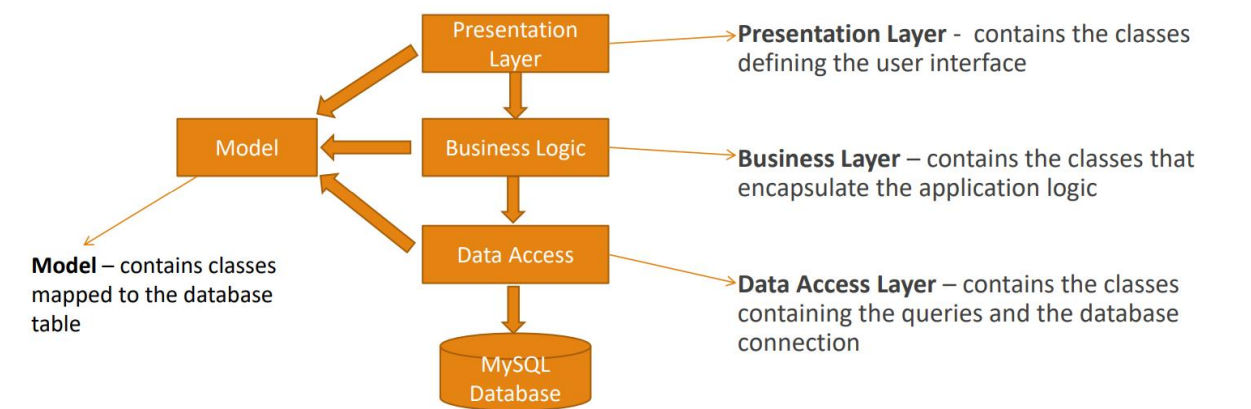 Presentation
Layer
Presentation Layer - contains the classes
defining the user interface
Model
Business Logic
Business Layer – contains the classes that
encapsulate the application logic
Data Access
Model – contains classes
mapped to the database
table
Data Access Layer – contains the classes
containing the queries and the database
connection
MySQL
Database